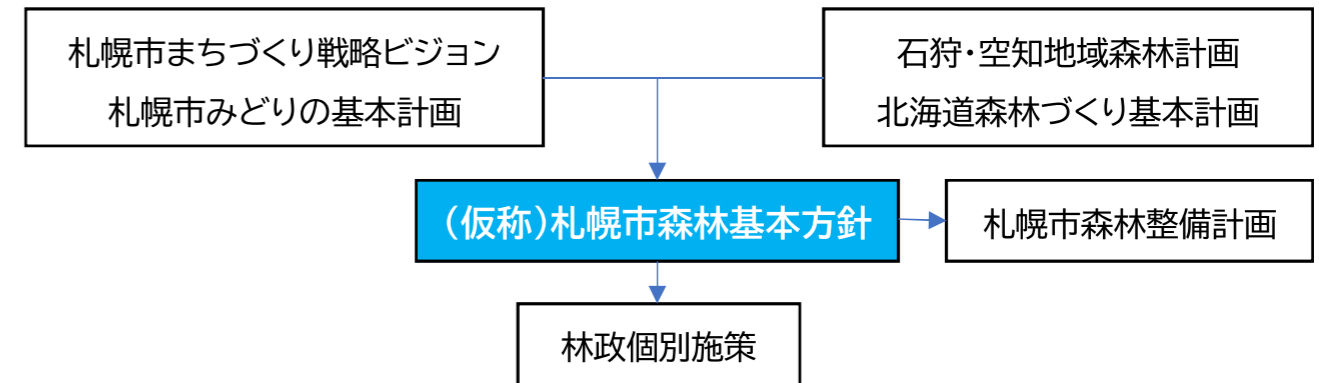 札幌市まちづくり戦略ビジョン
札幌市みどりの基本計画
石狩・空知地域森林計画
北海道森林づくり基本計画
（仮称）札幌市森林基本方針
札幌市森林整備計画
林政個別施策